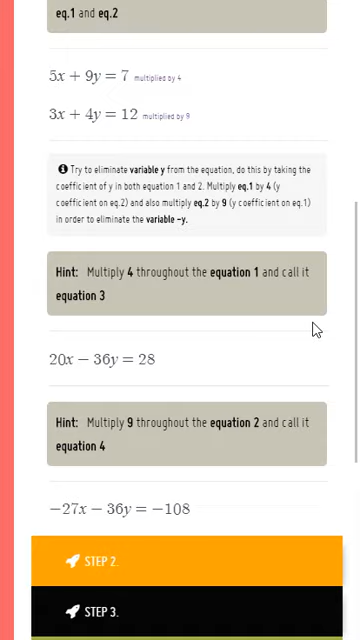 eq.1 and eq.2
5x + 9y = 7 multiplied by 4
3x + 4y = 12 multiplied by 9
Try to eliminate variable y from the equation, do this by taking the
coefficient of y in both equation 1 and 2. Multiply eq.1 by 4 (y
coefficient on eq.2) and also multiply eq.2 by 9 (y coefficient on eq.1)
in order to eliminate the variable -y.
Hint: Multiply 4 throughout the equation 1 and call it
equation 3
20x − 36y = 28
Hint: Multiply 9 throughout the equation 2 and call it
equation 4
−27x − 36y = −108
STEP 2.
STEP 3.